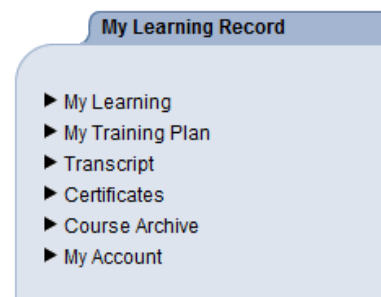 My Learning Record
My Learning
My Training Plan
Transcript
Certificates
Course Archive
My Account